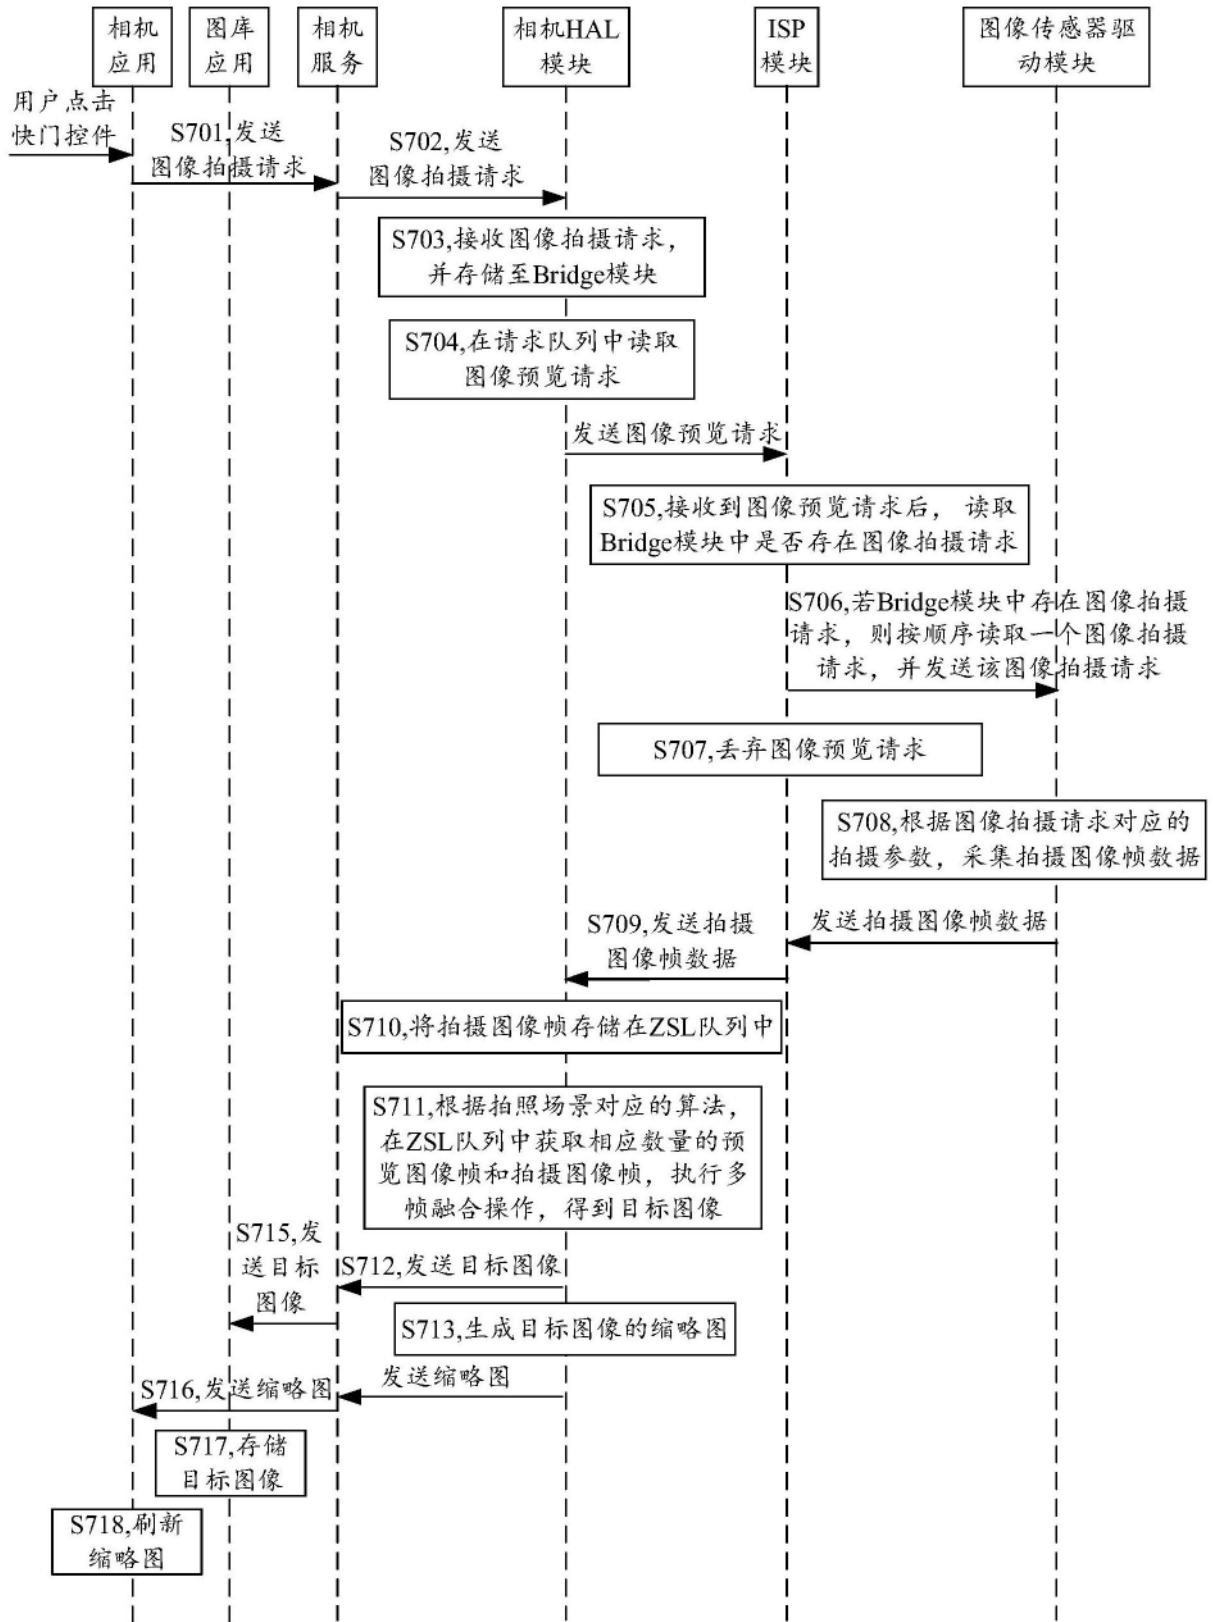 相机
应用
图库
应用
相机
服务
相机HAL
模块
ISP
模块
图像传感器驱
动模块
用户点击
快门控件
S701,发送
图像拍摄请求
S702,发送
图像拍摄请求
S703,接收图像拍摄请求，
并存储至Bridge模块
S704,在请求队列中读取
图像预览请求
发送图像预览请求
S705,接收到图像预览请求后， 读取
Bridge模块中是否存在图像拍摄请求
S706,若Bridge模块中存在图像拍摄
请求，则按顺序读取一个图像拍摄
请求，并发送该图像拍摄请求
S707,丢弃图像预览请求
S708,根据图像拍摄请求对应的
拍摄参数，采集拍摄图像帧数据
发送拍摄图像帧数据
S709,发送拍摄
图像帧数据
S710,将拍摄图像帧存储在ZSL队列中
S711,根据拍照场景对应的算法，
在ZSL队列中获取相应数量的预
览图像帧和拍摄图像帧，执行多
帧融合操作，得到目标图像
S715,发
送目标
图像
S712,发送目标图像
S713,生成目标图像的缩略图
发送缩略图
S716,发送缩略图
S717,存储
目标图像
S718,刷新
缩略图